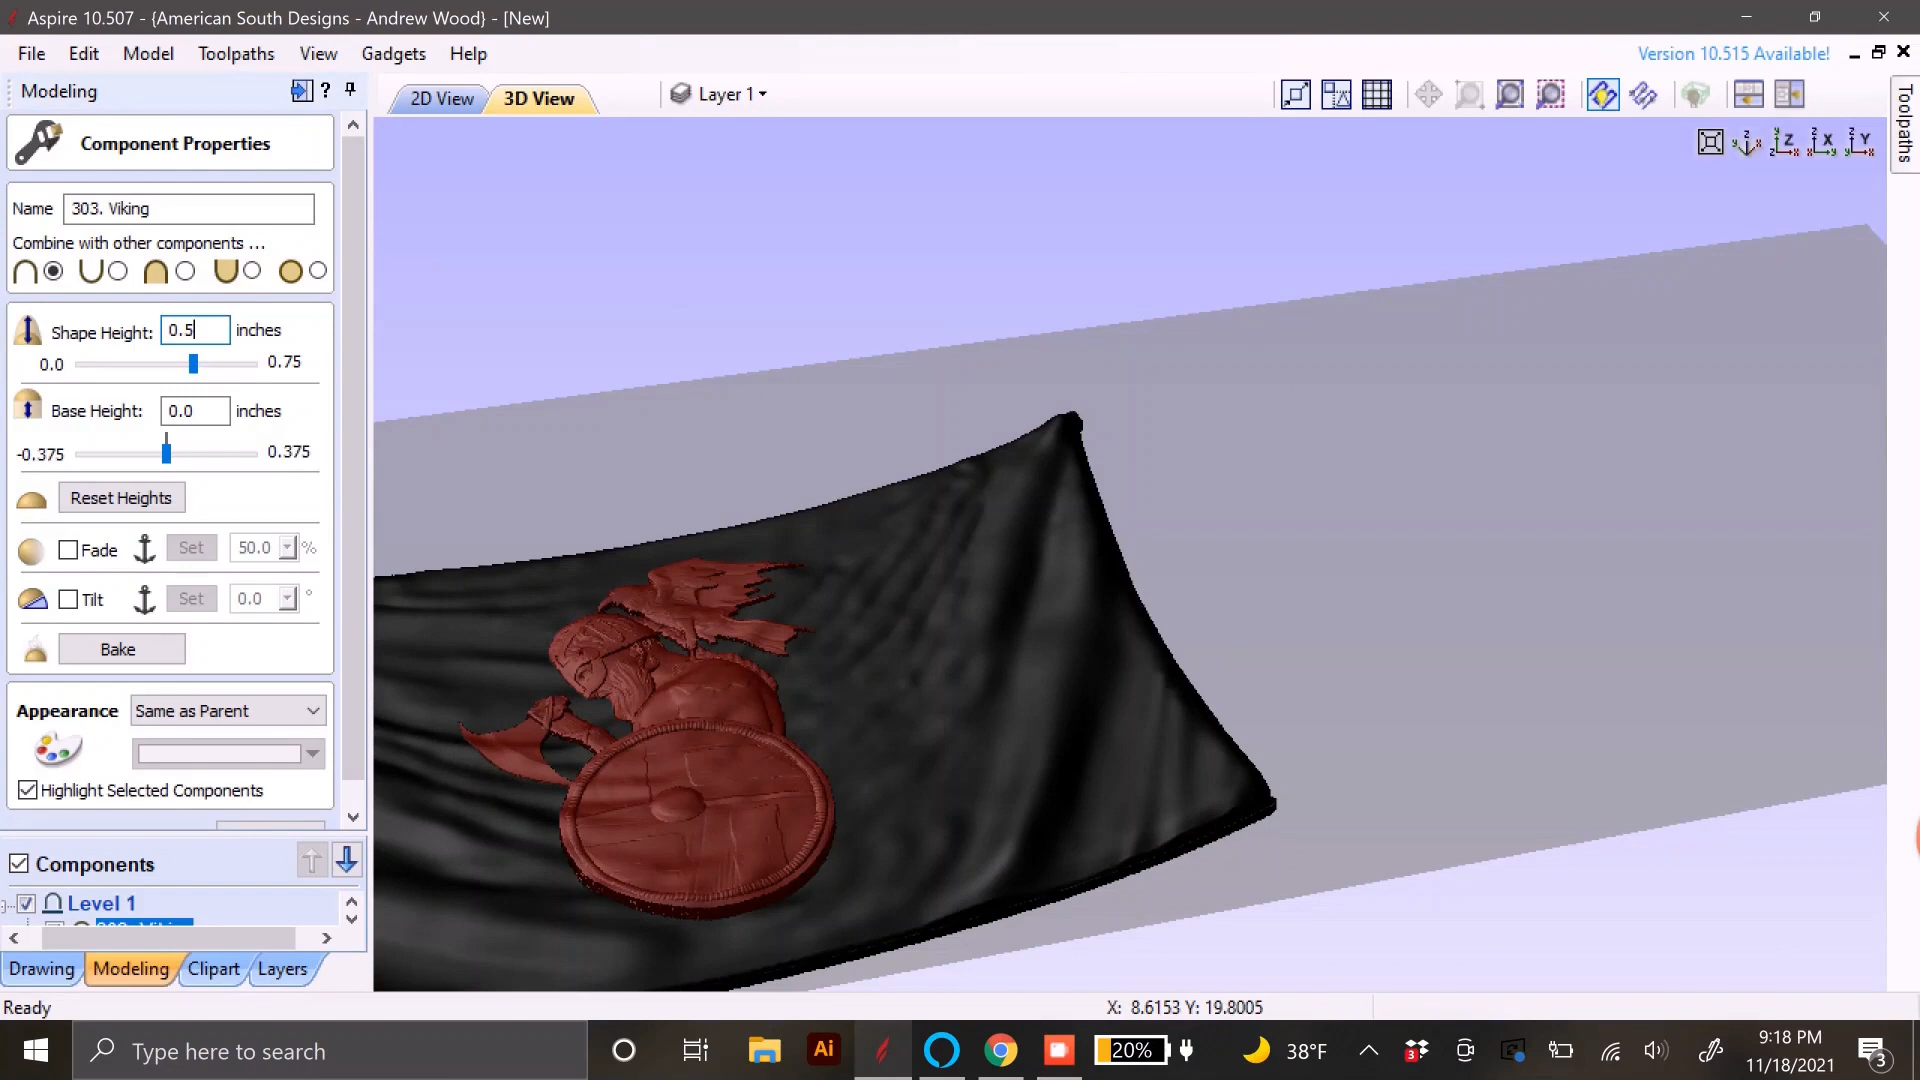 Aspire 10.507 - {American South Designs - Andrew Wood} - [New]
File Edit Model Toolpaths View Gadgets Help
Version 10.515 Available!
Modeling ?
2D View 3D View
Layer 1
Toolpaths
Component Properties
Name 303. Viking
Combine with other components ...
Shape Height: 0.5 inches
0.0 0.75
Base Height: 0.0 inches
-0.375 0.375
Reset Heights
Fade Set 50.0 %
Tilt Set 0.0 °
Bake
Appearance Same as Parent
Highlight Selected Components
Components
Level 1
Drawing Modeling Clipart Layers
Ready
X: 8.6153 Y: 19.8005
Type here to search
Ai
20%
38°F
3
9:18 PM
11/18/2021
3